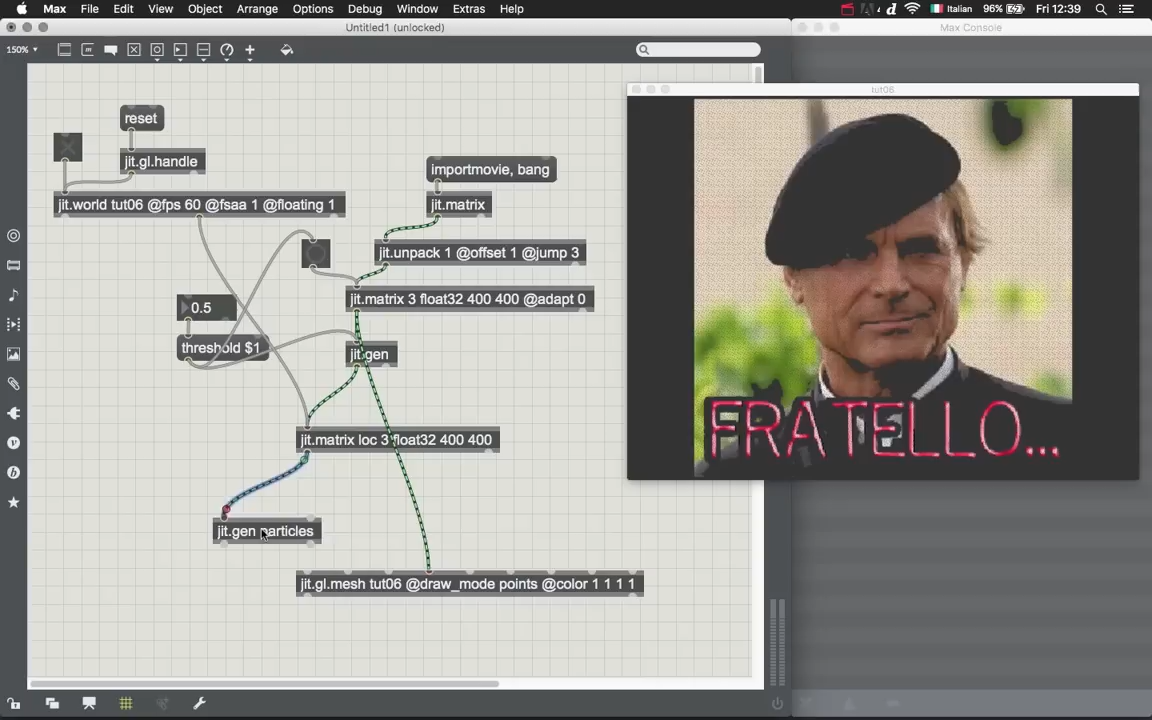 Max File Edit View Object Arrange Options Debug Window Extras Help
96% Italian Fri 12:39
Untitled1 (unlocked)
Max Console
150%
tut06
reset
jit.gl.handle
importmovie, bang
jit.world tut06 @fps 60 @fsaa 1 @floating 1
jit.matrix
jit.unpack 1 @offset 1 @jump 3
jit.matrix 3 float32 400 400 @adapt 0
0.5
threshold $1
jit.gen
FRATELLO...
jit.matrix loc 3 float32 400 400
jit.gen particles
jit.gl.mesh tut06 @draw_mode points @color 1 1 1 1